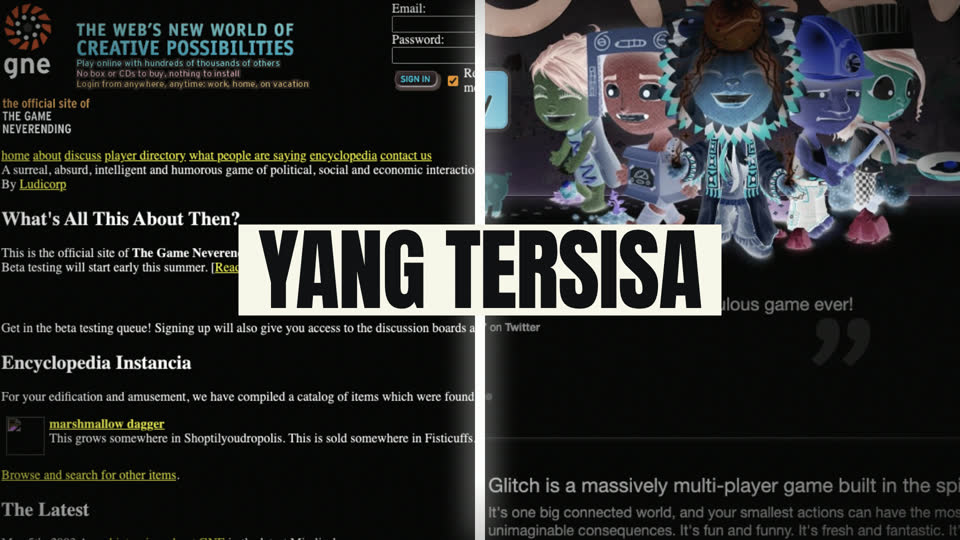 gne
THE WEB'S NEW WORLD OF
CREATIVE POSSIBILITIES
Play online with hundreds of thousands of others
No box or CDs to buy, nothing to install
Login from anywhere, anytime: work, home, on vacation
Email:
Password:
SIGN IN
the official site of
THE GAME
NEVERENDING
home about discuss player directory what people are saying encyclopedia contact us
A surreal, absurd, intelligent and humorous game of political, social and economic interactio
By Ludicorp
What's All This About Then?
This is the official site of The Game Neveren
Beta testing will start early this summer. [Read
YANG TERSISA
Get in the beta testing queue! Signing up will also give you access to the discussion boards a
Encyclopedia Instancia
For your edification and amusement, we have compiled a catalog of items which were found
marshmallow dagger
This grows somewhere in Shoptilyoudropolis. This is sold somewhere in Fisticuffs.
Browse and search for other items.
The Latest
ulous game ever!
on Twitter
”
Glitch is a massively multi-player game built in the spi
It's one big connected world, and your smallest actions can have the mos
unimaginable consequences. It's fun and funny. It's fresh and fantastic. It'